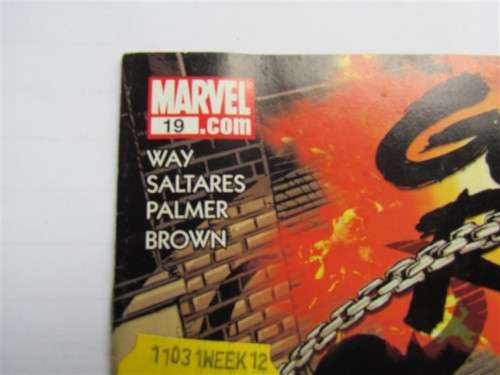 MARVEL
19 .com
WAY
SALTARES
PALMER
BROWN
G
R
1103 1WEEK 12